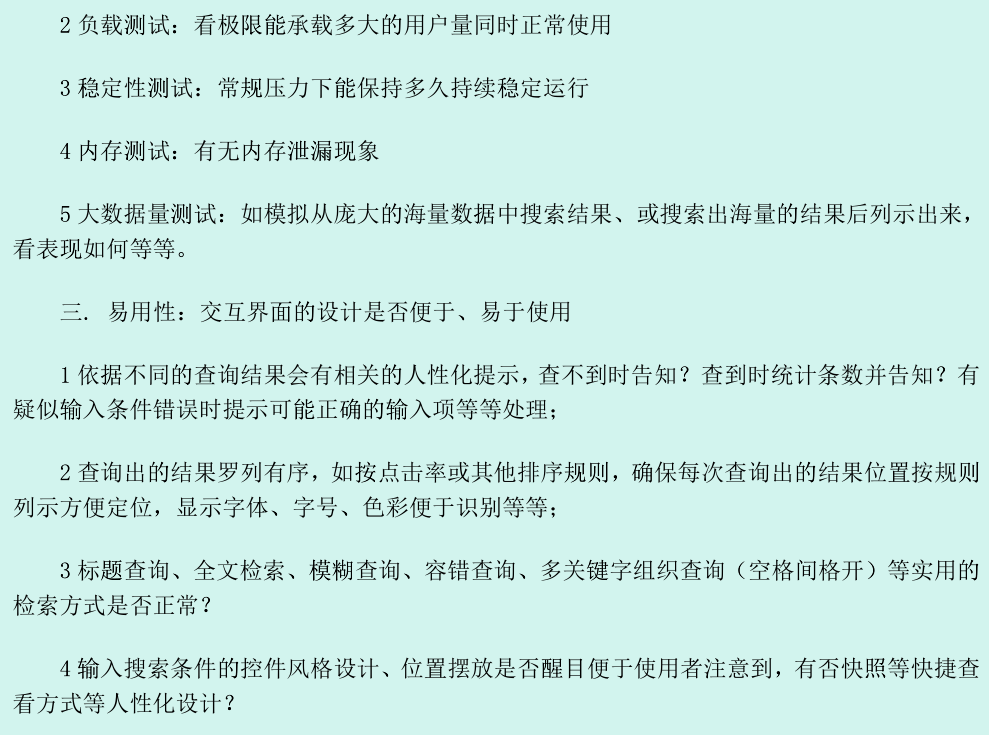 2 负载测试：看极限能承载多大的用户量同时正常使用
3 稳定性测试：常规压力下能保持多久持续稳定运行
4 内存测试：有无内存泄漏现象
5 大数据量测试：如模拟从庞大的海量数据中搜索结果、或搜索出海量的结果后列示出来，
看表现如何等等。
三. 易用性：交互界面的设计是否便于、易于使用
1 依据不同的查询结果会有相关的人性化提示，查不到时告知？查到时统计条数并告知？有
疑似输入条件错误时提示可能正确的输入项等等处理；
2 查询出的结果罗列有序，如按点击率或其他排序规则，确保每次查询出的结果位置按规则
列示方便定位，显示字体、字号、色彩便于识别等等；
3 标题查询、全文检索、模糊查询、容错查询、多关键字组织查询（空格间格开）等实用的
检索方式是否正常？
4 输入搜索条件的控件风格设计、位置摆放是否醒目便于使用者注意到，有否快照等快捷查
看方式等人性化设计？